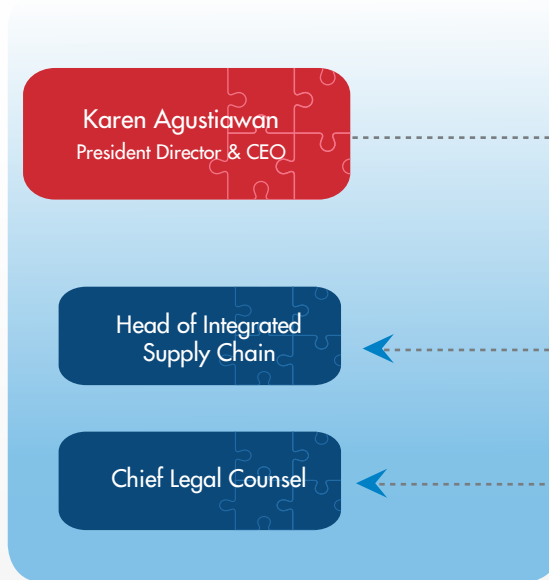 Karen Agustiawan
President Director & CEO
Head of Integrated
Supply Chain
Chief Legal Counsel